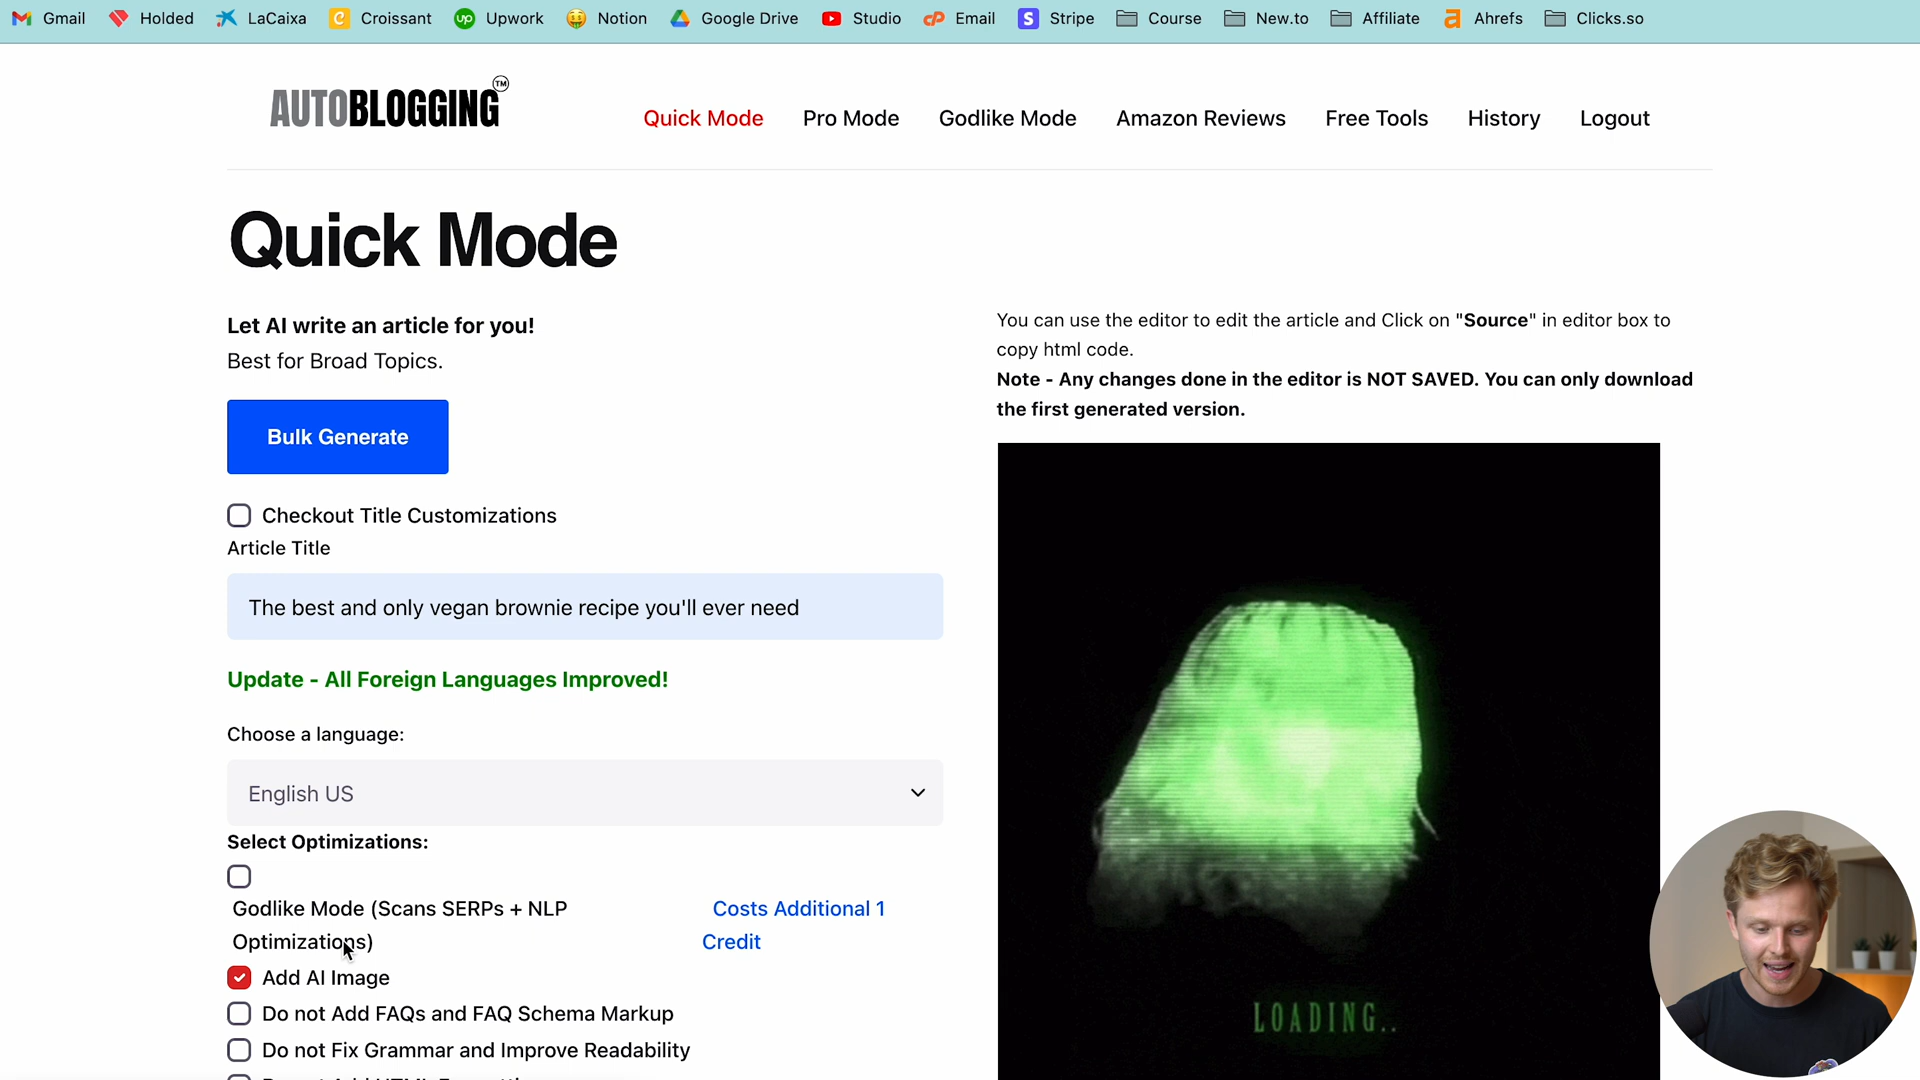 Gmail Holded LaCaixa Croissant Upwork Notion Google Drive Studio Email Stripe Course New.to Affiliate Ahrefs Clicks.so
AUTOBLOGGING™
Quick Mode Pro Mode Godlike Mode Amazon Reviews Free Tools History Logout
Quick Mode
Let AI write an article for you!
Best for Broad Topics.
Bulk Generate
Checkout Title Customizations
Article Title
The best and only vegan brownie recipe you'll ever need
Update - All Foreign Languages Improved!
Choose a language:
English US
Select Optimizations:
Godlike Mode (Scans SERPs + NLP
Optimizations)
Costs Additional 1
Credit
Add AI Image
Do not Add FAQs and FAQ Schema Markup
Do not Fix Grammar and Improve Readability
You can use the editor to edit the article and Click on "Source" in editor box to
copy html code.
Note - Any changes done in the editor is NOT SAVED. You can only download
the first generated version.
LOADING..